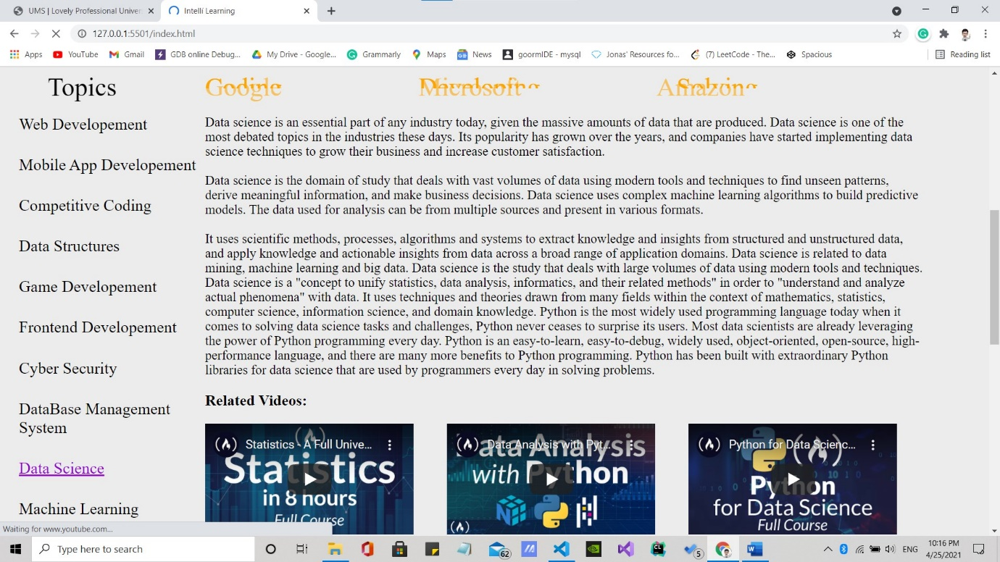 UMS | Lovely Professional Univer
Intelli Learning
127.0.0.1:5501/index.html
Apps
YouTube
Gmail
GDB online Debug...
My Drive - Google...
Grammarly
Maps
News
goormIDE - mysql
Jonas' Resources fo...
(7) LeetCode - The...
Spacious
Reading list
Topics
Google
Microsoft
Amazon
Web Developement
Mobile App Developement
Competitive Coding
Data Structures
Game Developement
Frontend Developement
Cyber Security
DataBase Management
System
Data Science
Machine Learning
Data science is an essential part of any industry today, given the massive amounts of data that are produced. Data science is one of the
most debated topics in the industries these days. Its popularity has grown over the years, and companies have started implementing data
science techniques to grow their business and increase customer satisfaction.
Data science is the domain of study that deals with vast volumes of data using modern tools and techniques to find unseen patterns,
derive meaningful information, and make business decisions. Data science uses complex machine learning algorithms to build predictive
models. The data used for analysis can be from multiple sources and present in various formats.
It uses scientific methods, processes, algorithms and systems to extract knowledge and insights from structured and unstructured data,
and apply knowledge and actionable insights from data across a broad range of application domains. Data science is related to data
mining, machine learning and big data. Data science is the study that deals with large volumes of data using modern tools and techniques.
Data science is a "concept to unify statistics, data analysis, informatics, and their related methods" in order to "understand and analyze
actual phenomena" with data. It uses techniques and theories drawn from many fields within the context of mathematics, statistics,
computer science, information science, and domain knowledge. Python is the most widely used programming language today when it
comes to solving data science tasks and challenges, Python never ceases to surprise its users. Most data scientists are already leveraging
the power of Python programming every day. Python is an easy-to-learn, easy-to-debug, widely used, object-oriented, open-source, high-
performance language, and there are many more benefits to Python programming. Python has been built with extraordinary Python
libraries for data science that are used by programmers every day in solving problems.
Related Videos:
Statistics - A Full Unive...
Statistics
in 8 hours
Full Course
Data Analysis with Pyt...
Data Analysis
with Python
Python for Data Scienc...
Python
for Data Science
Full Course
Waiting for www.youtube.com...
Type here to search
62
5
ENG
10:16 PM
4/25/2021